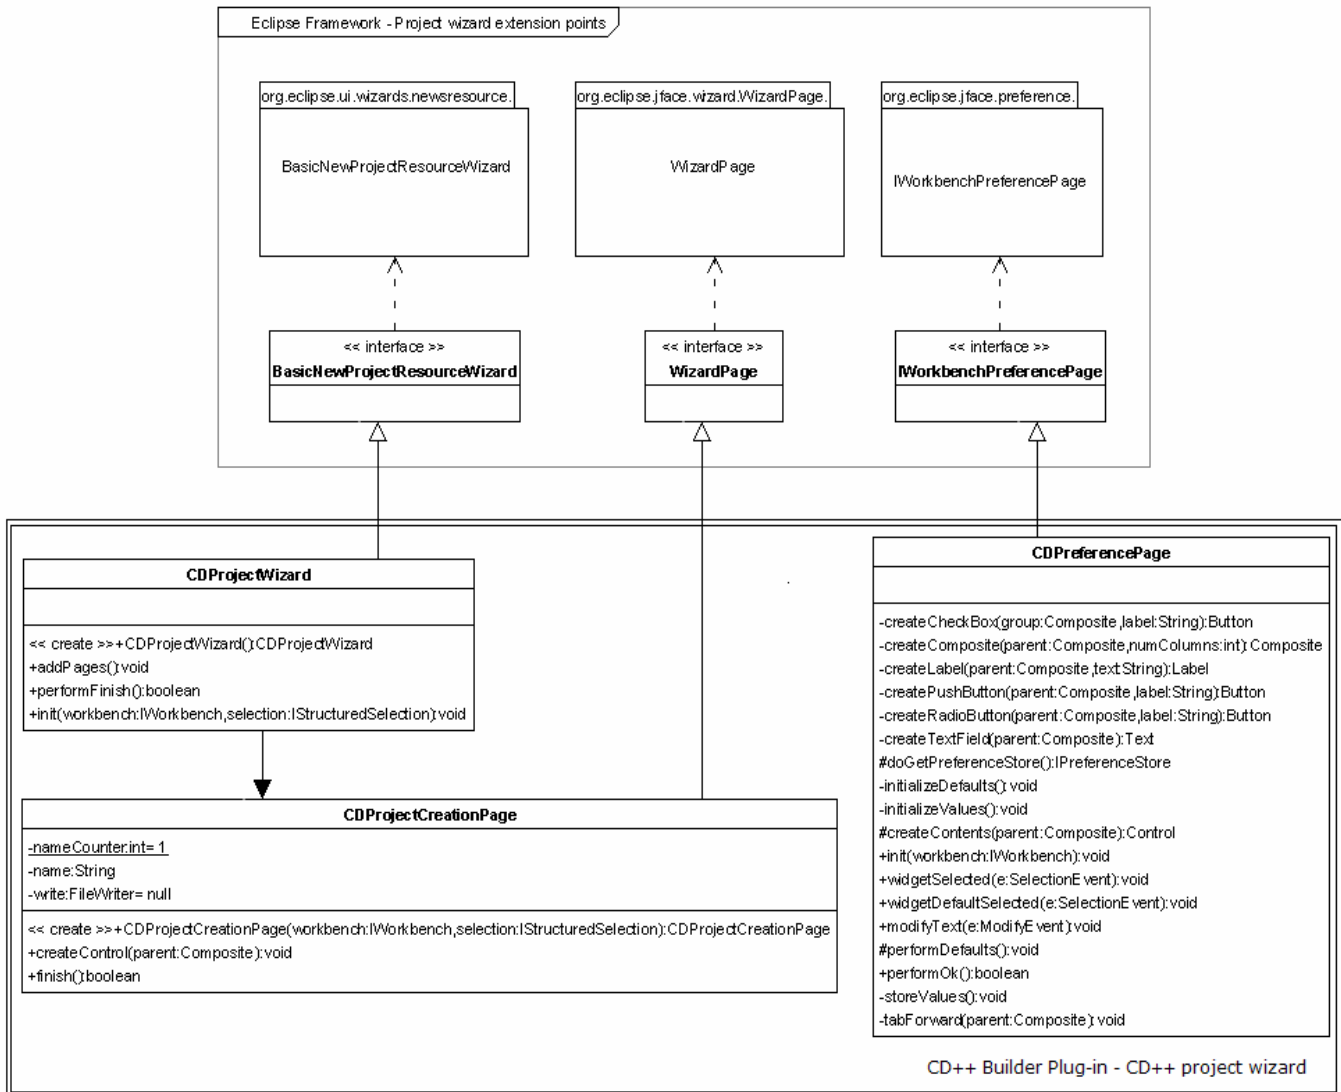 Eclipse Framework - Project wizard extension points
org.eclipse.ui.wizards.newsresource.
BasicNewProjectResourceWizard
org.eclipse.jface.wizard.WizardPage.
WizardPage
org.eclipse.jface.preference.
IWorkbenchPreferencePage
<< interface >>
BasicNewProjectResourceWizard
<< interface >>
WizardPage
<< interface >>
IWorkbenchPreferencePage
CDProjectWizard
<< create >>+CDProjectWizard():CDProjectWizard
+addPages():void
+performFinish():boolean
+init(workbench:IWorkbench,selection:IStructuredSelection):void
CDProjectCreationPage
-nameCounter:int= 1
-name:String
-write:FileWriter= null
<< create >>+CDProjectCreationPage(workbench:IWorkbench,selection:IStructuredSelection):CDProjectCreationPage
+createControl(parent:Composite):void
+finish():boolean
CDPreferencePage
-createCheckBox(group:Composite,label:String):Button
-createComposite(parent:Composite,numColumns:int):Composite
-createLabel(parent:Composite,text:String):Label
-createPushButton(parent:Composite,label:String):Button
-createRadioButton(parent:Composite,label:String):Button
-createTextField(parent:Composite):Text
#doGetPreferenceStore():IPreferenceStore
-initializeDefaults():void
-initializeValues():void
#createContents(parent:Composite):Control
+init(workbench:IWorkbench):void
+widgetSelected(e:SelectionEvent):void
+widgetDefaultSelected(e:SelectionEvent):void
+modifyText(e:ModifyEvent):void
#performDefaults():void
+performOk():boolean
-storeValues():void
-tabForward(parent:Composite):void
CD++ Builder Plug-in - CD++ project wizard